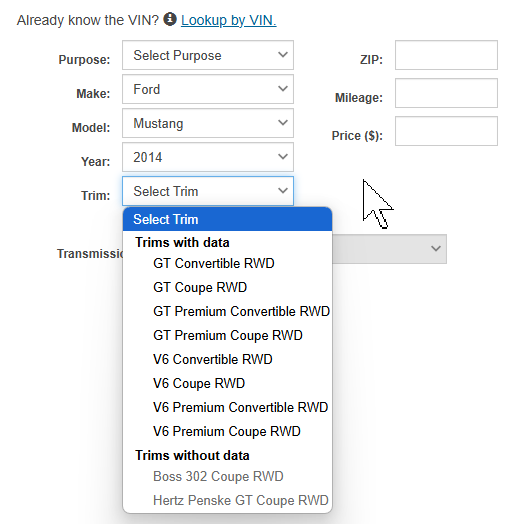 Already know the VIN? Lookup by VIN.
Purpose: Select Purpose ZIP:
Make: Ford Mileage:
Model: Mustang Price ($):
Year: 2014
Trim: Select Trim
Select Trim
Trims with data
GT Convertible RWD
Transmissi
GT Coupe RWD
GT Premium Convertible RWD
GT Premium Coupe RWD
V6 Convertible RWD
V6 Coupe RWD
V6 Premium Convertible RWD
V6 Premium Coupe RWD
Trims without data
Boss 302 Coupe RWD
Hertz Penske GT Coupe RWD